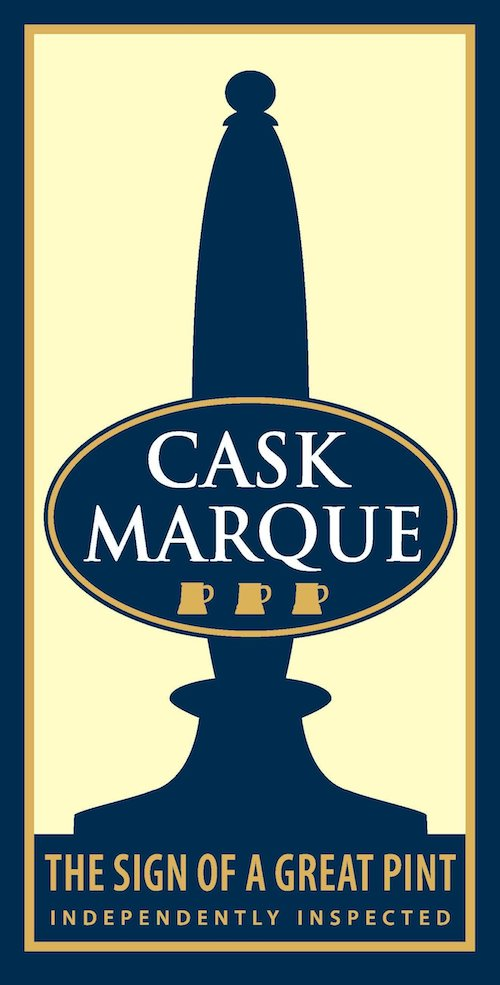 CASK
MARQUE
THE SIGN OF A GREAT PINT
INDEPENDENTLY INSPECTED